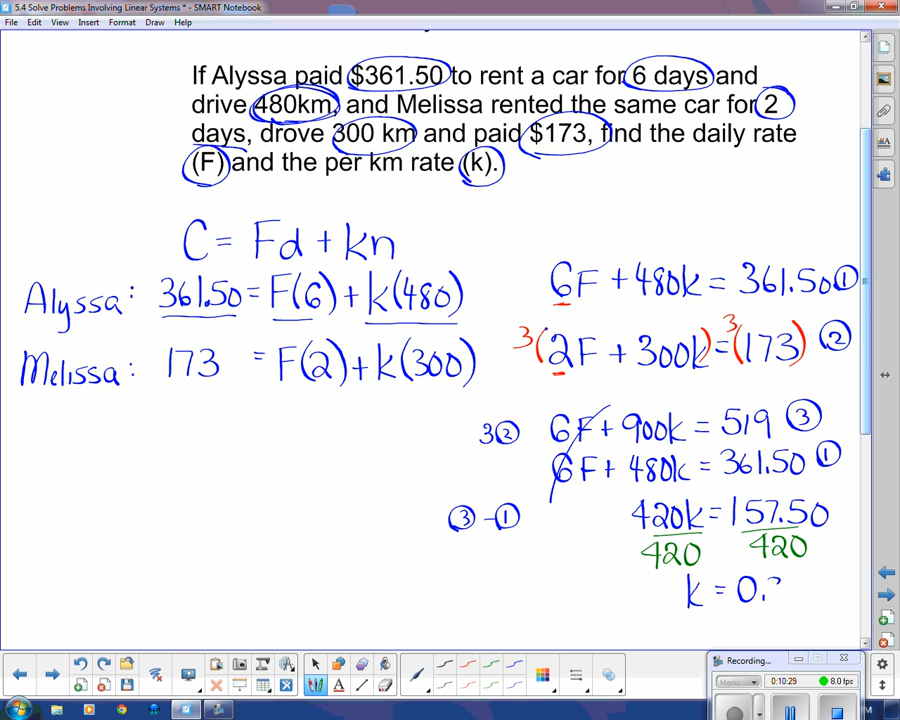 5.4 Solve Problems Involving Linear Systems * - SMART Notebook
File Edit View Insert Format Draw Help
If Alyssa paid $361.50 to rent a car for 6 days and
drive 480km, and Melissa rented the same car for 2
days, drove 300 km and paid $173, find the daily rate
(F) and the per km rate (k).
C = Fd + kn
Alyssa: 361.50 = F(6) + k(480)
Melissa: 173 = F(2) + k(300)
6F + 480k = 361.50 ①
3(2F + 300k) = 3(173) ②
3② 6F + 900k = 519 ③
6F + 480k = 361.50 ①
③ - ① 420k = 157.50
420 420
k = 0.
Recording...
Menu 0:10:29 8.0 fps